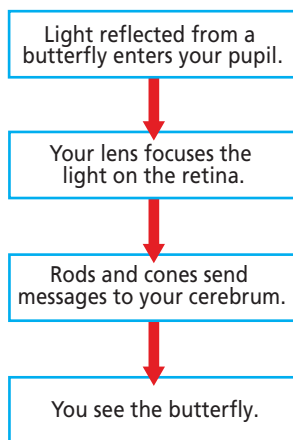 Light reflected from a
butterfly enters your pupil.
Your lens focuses the
light on the retina.
Rods and cones send
messages to your cerebrum.
You see the butterfly.